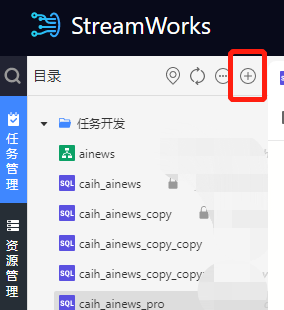 StreamWorks
目录
任务管理
资源管理
任务开发
ainews
SQL caih_ainews
SQL caih_ainews_copy
SQL caih_ainews_copy_copy
SQL caih_ainews_copy_copy
SQL caih_ainews_pro